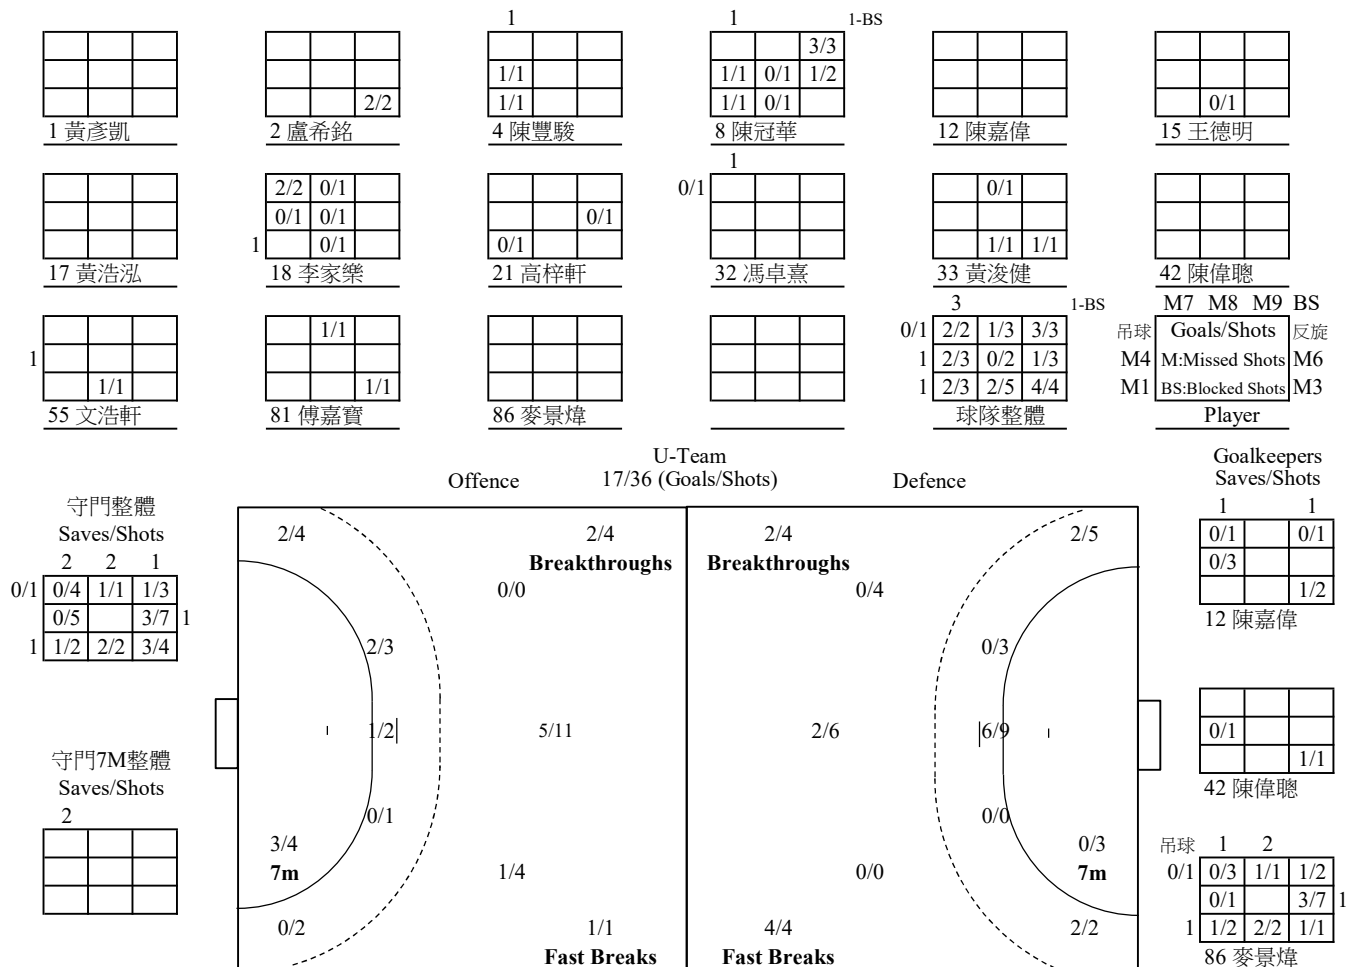 1 1 1-BS
3/3
1/1 1/1 0/1 1/2
2/2 1/1 1/1 0/1 0/1
1 黃彥凱 2 盧希銘 4 陳豐駿 8 陳冠華 12 陳嘉偉 15 王德明
1
2/2 0/1 0/1 0/1
0/1 0/1 0/1
1 0/1 0/1 1/1 1/1
17 黃浩泓 18 李家樂 21 高梓軒 32 馮卓熹 33 黃浚健 42 陳偉聰
3 1-BS M7 M8 M9 BS
1/1 0/1 2/2 1/3 3/3 吊球 Goals/Shots 反旋
1 1 2/3 0/2 1/3 M4 M:Missed Shots M6
1/1 1/1 1 2/3 2/5 4/4 M1 BS:Blocked Shots M3
55 文浩軒 81 傅嘉寶 86 麥景煒 球隊整體 Player
U-Team
Offence 17/36 (Goals/Shots) Defence
Goalkeepers
Saves/Shots
守門整體
Saves/Shots
2 2 1
0/1 0/4 1/1 1/3
0/5 3/7 1
1 1/2 2/2 3/4
守門7M整體
Saves/Shots
2
2/4 2/4
Breakthroughs
0/0
2/3
1/2 5/11
0/1
3/4
7m 1/4
0/2 1/1
Fast Breaks
2/4 2/5
Breakthroughs
0/4
0/3
2/6 6/9
0/0
0/3
0/0 7m
4/4 2/2
Fast Breaks
1 1
0/1 0/1
0/3
1/2
12 陳嘉偉
0/1
1/1
42 陳偉聰
吊球 1 2
0/1 0/3 1/1 1/2
0/1 3/7 1
1 1/2 2/2 1/1
86 麥景煒